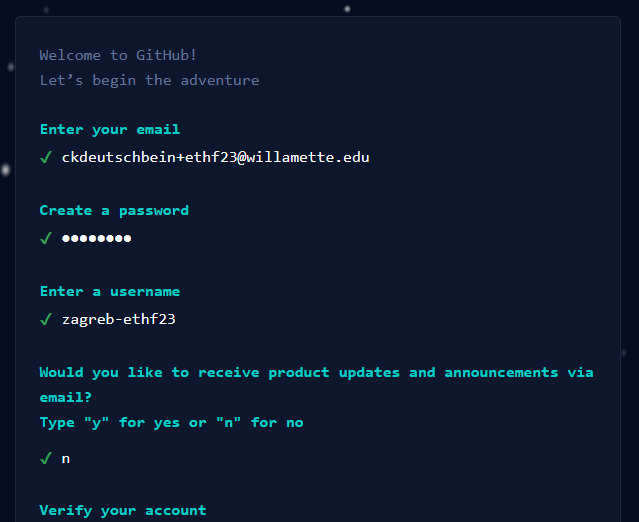 Welcome to GitHub!
Let’s begin the adventure
Enter your email
✓ ckdeutschbein+ethf23@willamette.edu
Create a password
✓ ●●●●●●●●
Enter a username
✓ zagreb-ethf23
Would you like to receive product updates and announcements via
email?
Type "y" for yes or "n" for no
✓ n
Verify your account